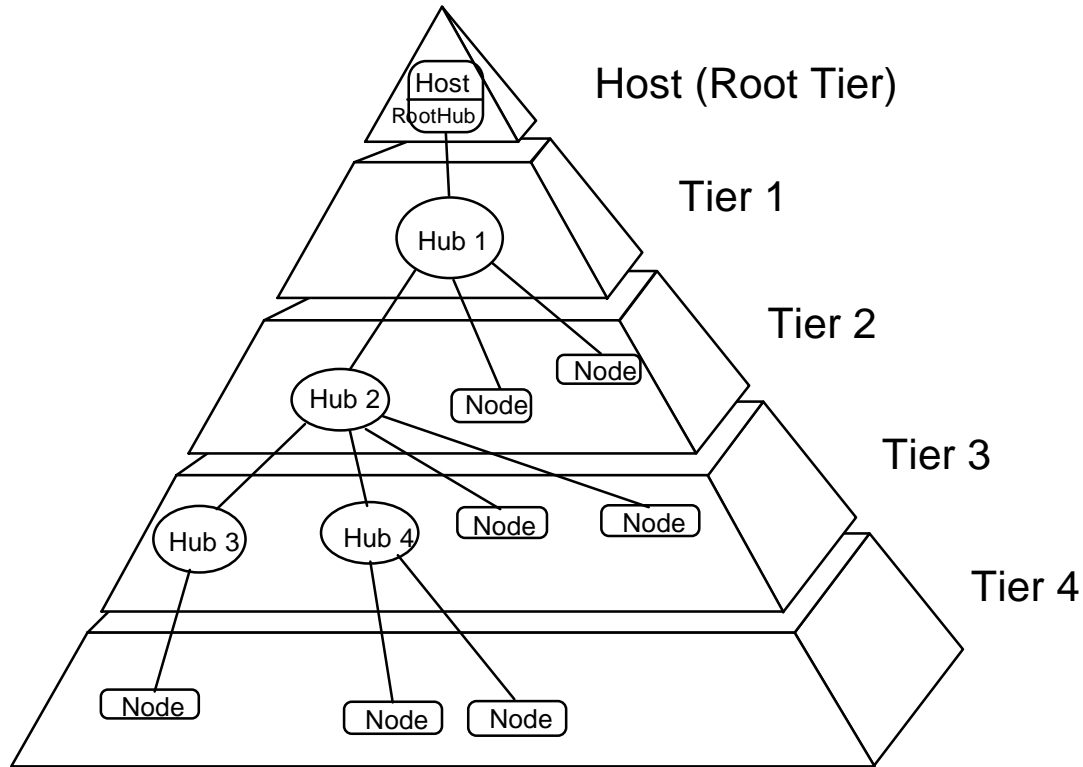 Host
RootHub
Host (Root Tier)
Tier 1
Hub 1
Tier 2
Node
Hub 2
Node
Tier 3
Hub 3
Hub 4
Node
Node
Tier 4
Node
Node
Node